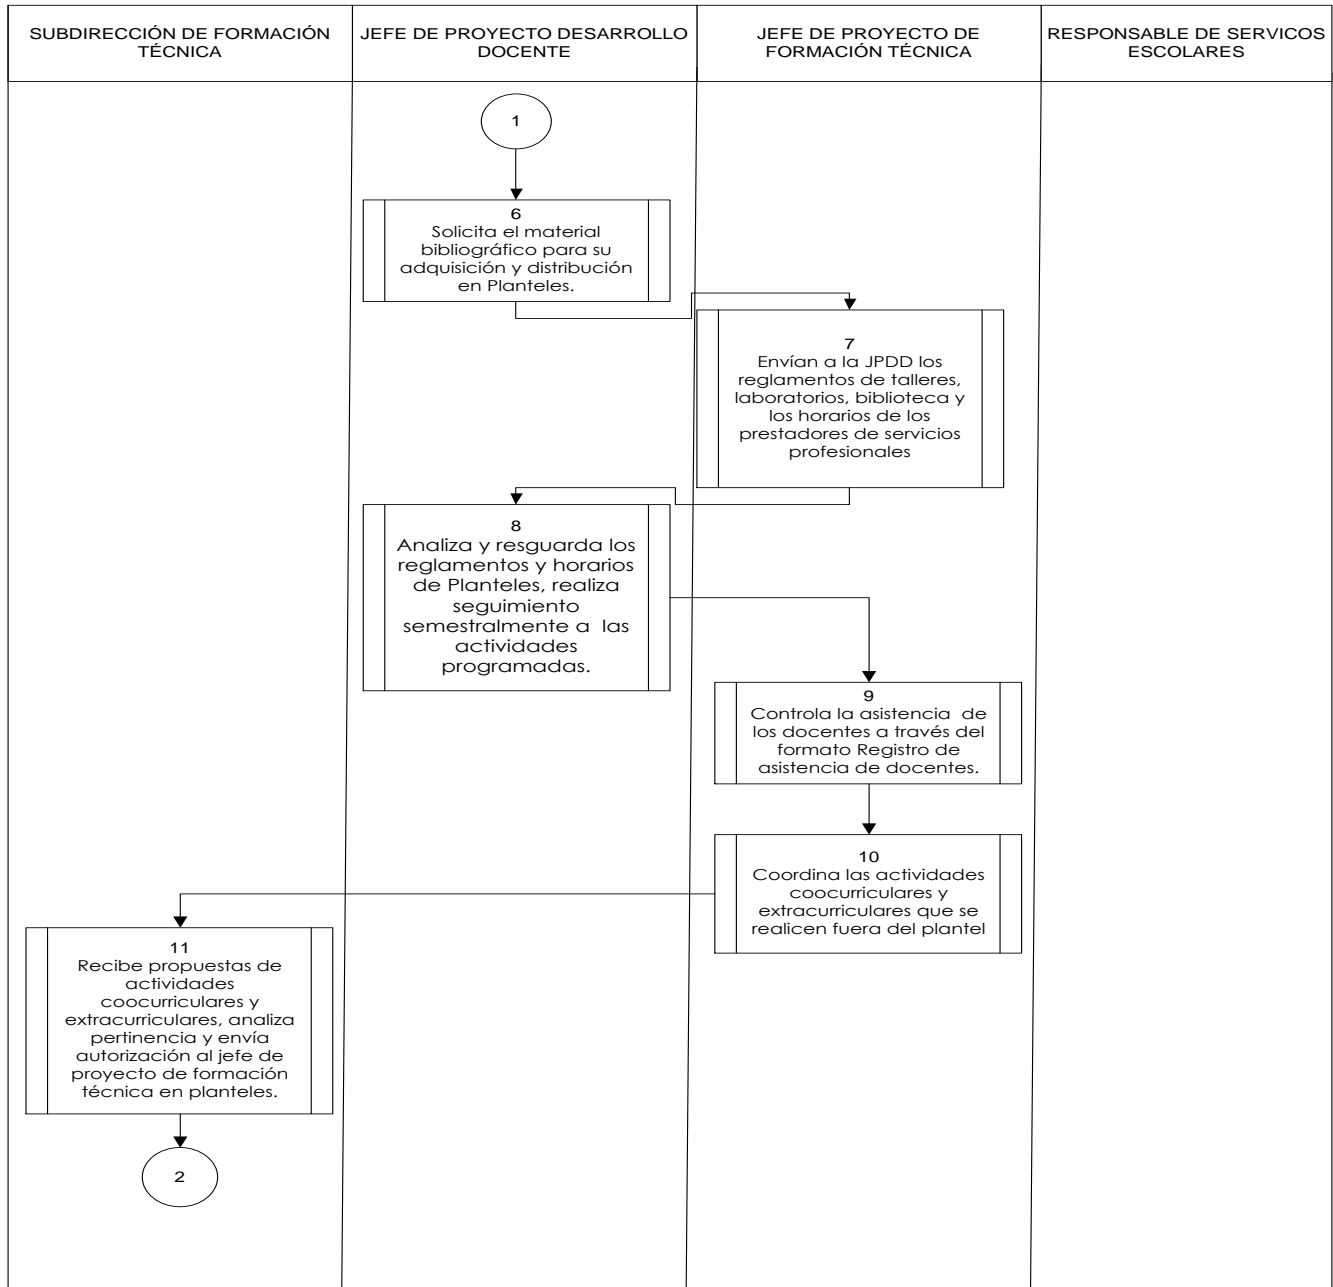 SUBDIRECCIÓN DE FORMACIÓN
TÉCNICA
JEFE DE PROYECTO DESARROLLO
DOCENTE
JEFE DE PROYECTO DE
FORMACIÓN TÉCNICA
RESPONSABLE DE SERVICOS
ESCOLARES
1
6
Solicita el material
bibliográfico para su
adquisición y distribución
en Planteles.
7
Envían a la JPDD los
reglamentos de talleres,
laboratorios, biblioteca y
los horarios de los
prestadores de servicios
profesionales
8
Analiza y resguarda los
reglamentos y horarios
de Planteles, realiza
seguimiento
semestralmente a las
actividades
programadas.
9
Controla la asistencia de
los docentes a través del
formato Registro de
asistencia de docentes.
10
Coordina las actividades
coocurriculares y
extracurriculares que se
realicen fuera del plantel
11
Recibe propuestas de
actividades
coocurriculares y
extracurriculares, analiza
pertinencia y envía
autorización al jefe de
proyecto de formación
técnica en planteles.
2